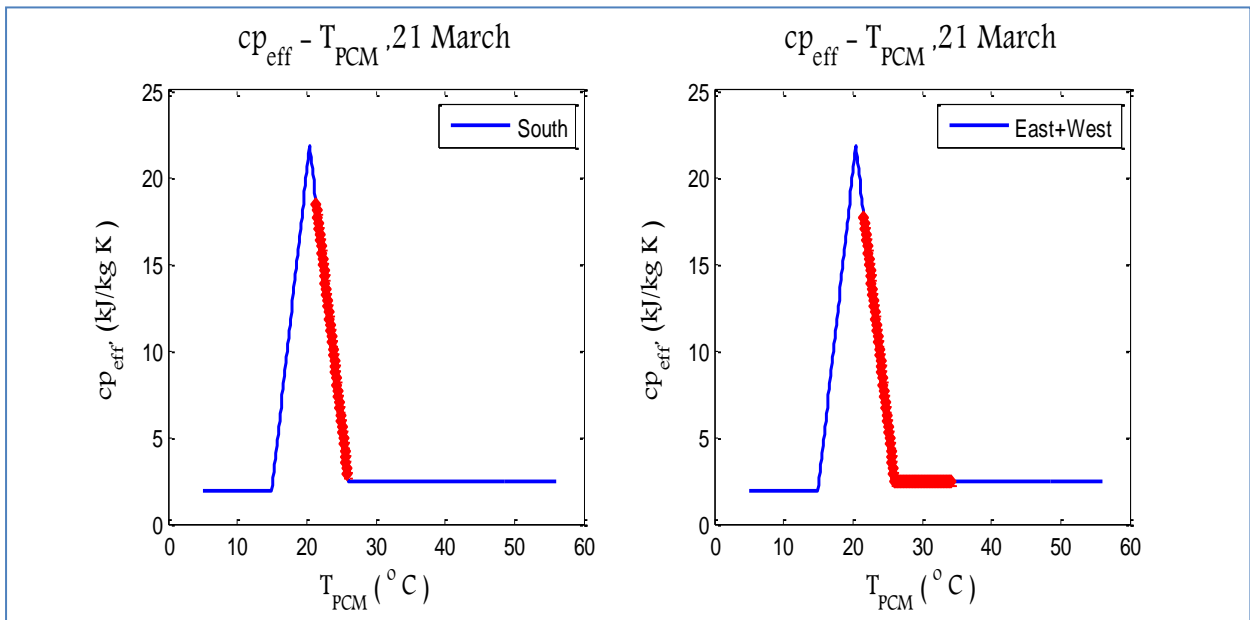 cp_eff – T_PCM ,21 March
25
20
15
10
5
0
cp_eff, (kJ/kg K )
South
0 10 20 30 40 50 60
T_PCM ( °C)
cp_eff – T_PCM ,21 March
25
20
15
10
5
0
cp_eff, (kJ/kg K )
East+West
0 10 20 30 40 50 60
T_PCM ( °C)